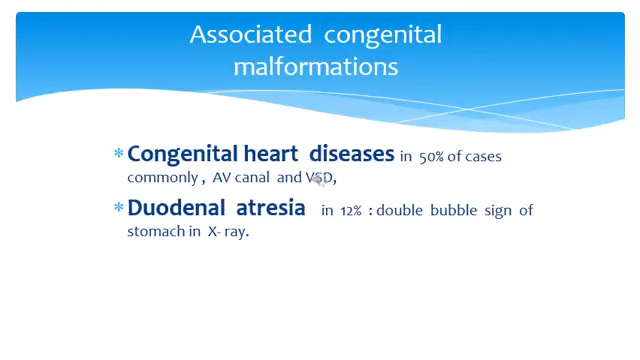 Associated congenital
malformations
* Congenital heart diseases in 50% of cases
commonly , AV canal and VSD,
* Duodenal atresia in 12% : double bubble sign of
stomach in X- ray.